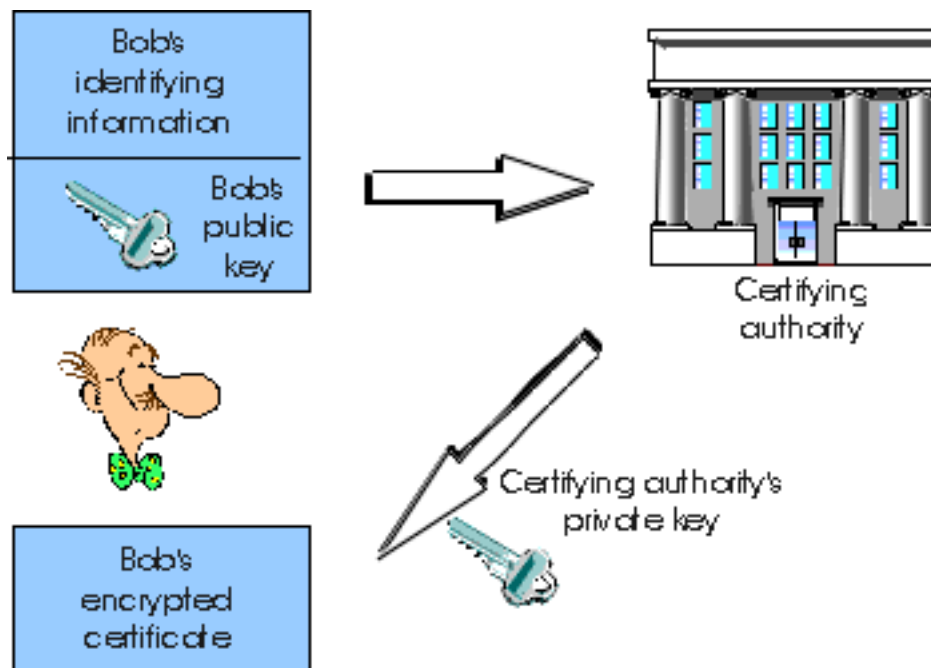 Bob's
identifying
information
Bob's
public
key
Certifying
authority
Certifying authority's
private key
Bob's
encrypted
certificate